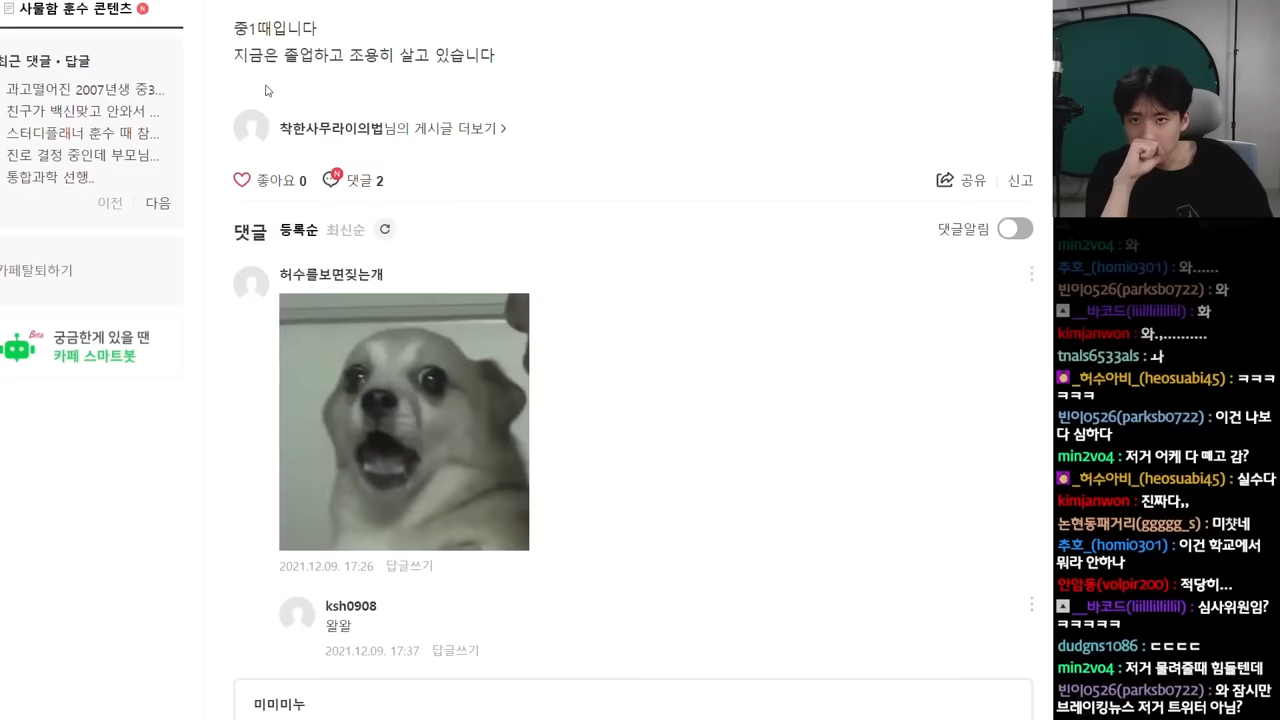 사물함 훈수 콘텐츠 N
최근 댓글 • 답글
과고떨어진 2007년생 중3...
친구가 백신맞고 안와서 ...
스터디플래너 훈수 때 참...
진로 결정 중인데 부모님...
통합과학 선행..
이전 다음
카페탈퇴하기
Beta
궁금한게 있을 땐
카페 스마트봇
중1때입니다
지금은 졸업하고 조용히 살고 있습니다
착한사무라이의법님의 게시글 더보기 >
좋아요 0 N 댓글 2 공유 신고
댓글 등록순 최신순 댓글알림
허수를보면짖는개
2021.12.09. 17:26 답글쓰기
ksh0908
왈왈
2021.12.09. 17:37 답글쓰기
미미미누
min2v04 : 와
추호_(homi0301) : 와......
빈이0526(parksb0722) : 와
__바코드(liillillillil) : 화
kimjanwon : 와.,..........
tnals6533als : ㅘ
_허수아비_(heosuabi45) : ㅋㅋㅋ
ㅋㅋㅋ
빈이0526(parksb0722) : 이건 나보
다 심하다
min2v04 : 저거 어케 다 떼고 감?
_허수아비_(heosuabi45) : 실수다
kimjanwon : 진짜다,,
논현동패거리(ggggg_s) : 미챳네
추호_(homi0301) : 이건 학교에서
뭐라 안하나
안암동(volpir200) : 적당히...
__바코드(liillillillil) : 심사위원임?
ㅋㅋㅋㅋㅋ
dudgns1086 : ㄷㄷㄷㄷ
min2v04 : 저거 물려줄때 힘들텐데
빈이0526(parksb0722) : 와 잠시만
브레이킹뉴스 저거 트위터 아님?